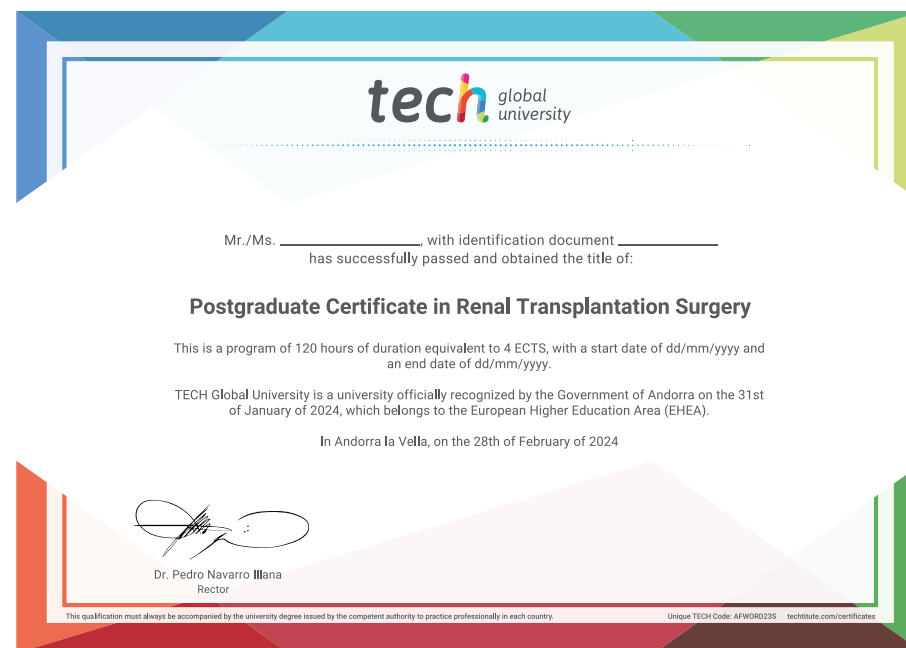 tech global university
Mr./Ms. ____________________, with identification document ______________
has successfully passed and obtained the title of:
Postgraduate Certificate in Renal Transplantation Surgery
This is a program of 120 hours of duration equivalent to 4 ECTS, with a start date of dd/mm/yyyy and
an end date of dd/mm/yyyy.
TECH Global University is a university officially recognized by the Government of Andorra on the 31st
of January of 2024, which belongs to the European Higher Education Area (EHEA).
In Andorra la Vella, on the 28th of February of 2024
Dr. Pedro Navarro Illana
Rector
This qualification must always be accompanied by the university degree issued by the competent authority to practice professionally in each country.
Unique TECH Code: AFWORD23S techtitute.com/certificates